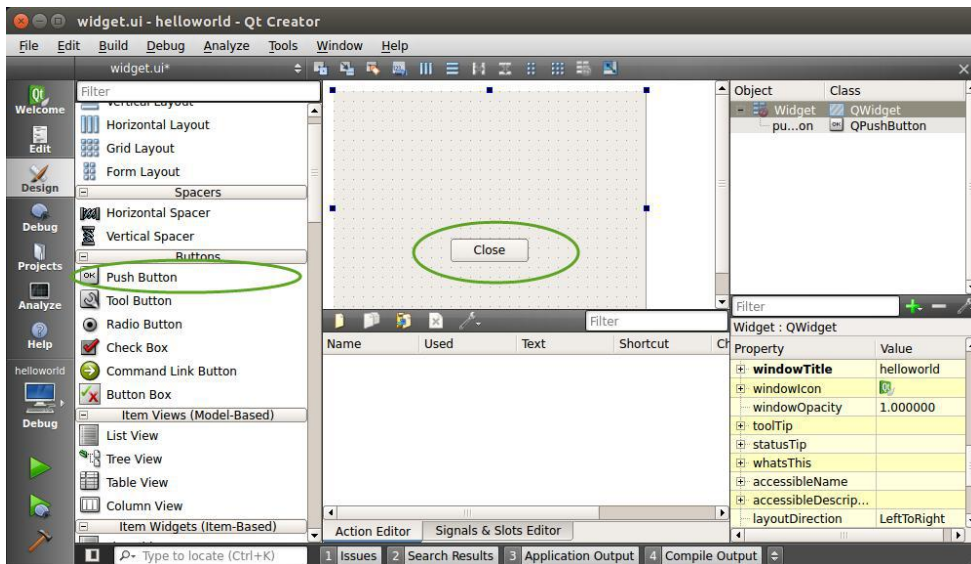 widget.ui - helloworld - Qt Creator
File Edit Build Debug Analyze Tools Window Help
widget.ui*
Qt
Welcome
Edit
Design
Debug
Projects
Analyze
Help
helloworld
Debug
Filter
Vertical Layout
Horizontal Layout
Grid Layout
Form Layout
Spacers
Horizontal Spacer
Vertical Spacer
Buttons
OK Push Button
Tool Button
Radio Button
Check Box
Command Link Button
Button Box
Item Views (Model-Based)
List View
Tree View
Table View
Column View
Item Widgets (Item-Based)
Close
Filter
Name Used Text Shortcut Ch
Action Editor Signals & Slots Editor
Object Class
Widget QWidget
pu...on OK QPushButton
Filter
Widget : QWidget
Property Value
windowTitle helloworld
windowIcon
windowOpacity 1.000000
toolTip
statusTip
whatsThis
accessibleName
accessibleDescrip...
layoutDirection LeftToRight
Type to locate (Ctrl+K) 1 Issues 2 Search Results 3 Application Output 4 Compile Output